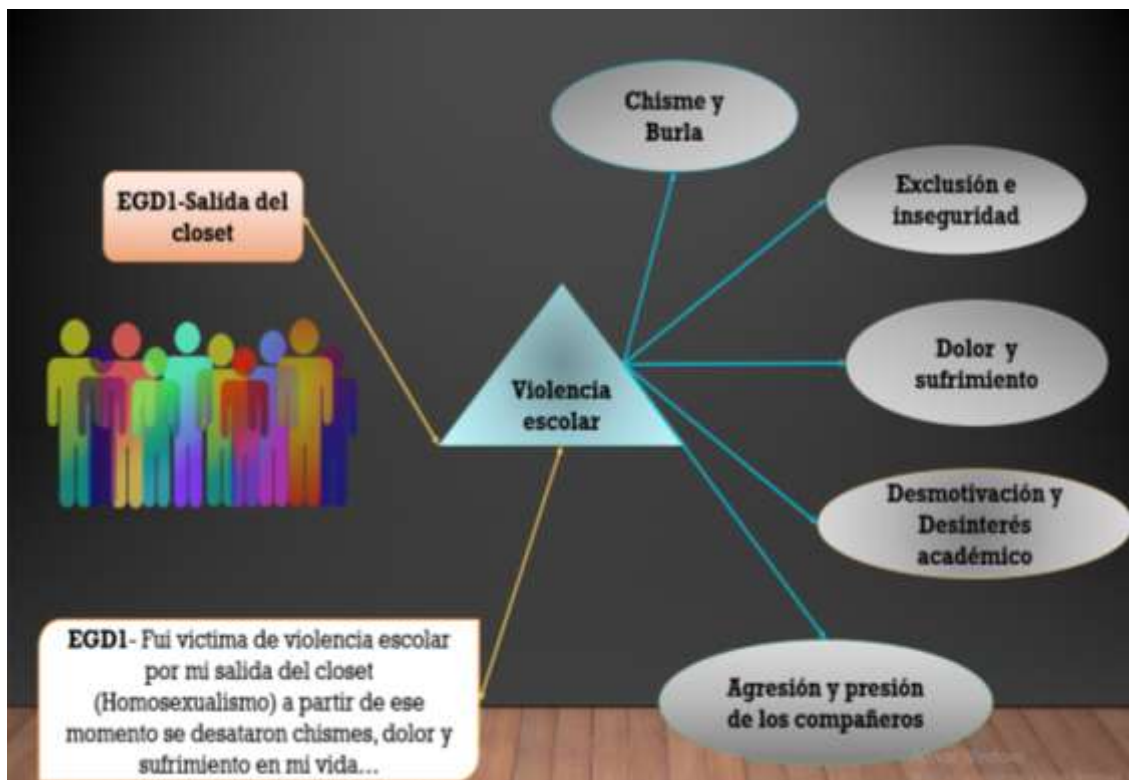 Chisme y
Burla
EGD1-Salida del
closet
Exclusión e
inseguridad
Dolor y
sufrimiento
Violencia
escolar
Desmotivación y
Desinterés
académico
EGD1- Fui victima de violencia escolar
por mi salida del closet
(Homosexualismo) a partir de ese
momento se desataron chismes, dolor y
sufrimiento en mi vida...
Agresión y presión
de los compañeros